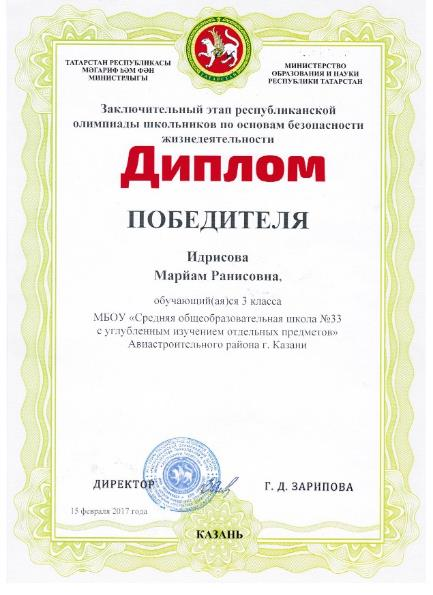 ТАТАРСТАН РЕСПУБЛИКАСЫ
МӘГАРИФ ҺӘМ ФӘН
МИНИСТРЛЫГЫ
ТАТАРСТАН
МИНИСТЕРСТВО
ОБРАЗОВАНИЯ И НАУКИ
РЕСПУБЛИКИ ТАТАРСТАН
Заключительный этап республиканской
олимпиады школьников по основам безопасности
жизнедеятельности
Диплом
ПОБЕДИТЕЛЯ
Идрисова
Марйам Ранисовна,
обучающий(ая)ся 3 класса
МБОУ «Средняя общеобразовательная школа №33
с углубленным изучением отдельных предметов»
Авиастроительного района г. Казани
ДИРЕКТОР
Г. Д. ЗАРИПОВА
15 февраля 2017 года
КАЗАНЬ